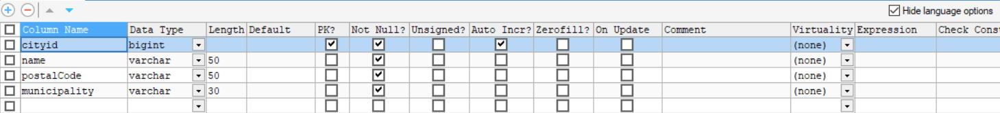 Hide language options
Column Name Data Type Length Default PK? Not Null? Unsigned? Auto Incr? Zerofill? On Update Comment Virtuality Expression Check Cons
cityid bigint (none)
name varchar 50 (none)
postalCode varchar 50 (none)
municipality varchar 30 (none)